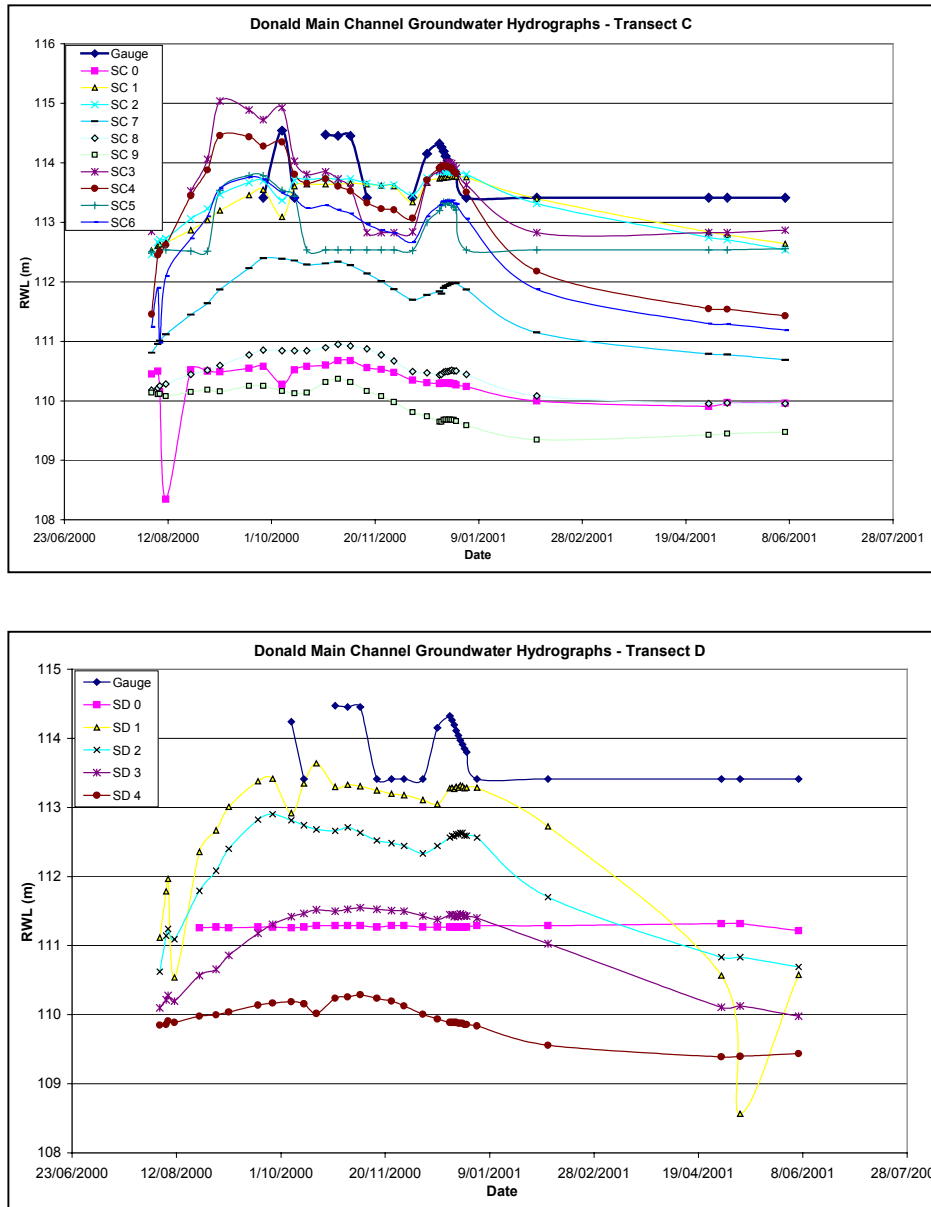 Donald Main Channel Groundwater Hydrographs - Transect C
116
115
114
113
112
111
110
109
108
RWL (m)
Gauge
SC 0
SC 1
SC 2
SC 7
SC 8
SC 9
SC3
SC4
SC5
SC6
23/06/2000 12/08/2000 1/10/2000 20/11/2000 9/01/2001 28/02/2001 19/04/2001 8/06/2001 28/07/2001
Date
Donald Main Channel Groundwater Hydrographs - Transect D
115
114
113
112
111
110
109
108
RWL (m)
Gauge
SD 0
SD 1
SD 2
SD 3
SD 4
23/06/2000 12/08/2000 1/10/2000 20/11/2000 9/01/2001 28/02/2001 19/04/2001 8/06/2001 28/07/200
Date